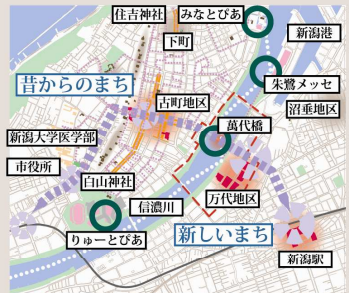 住吉神社
みなとぴあ
下町
新潟港
昔からのまち
朱鷺メッセ
古町地区
沼垂地区
新潟大学医学部
萬代橋
市役所
白山神社
万代地区
信濃川
新しいまち
りゅーとぴあ
新潟駅